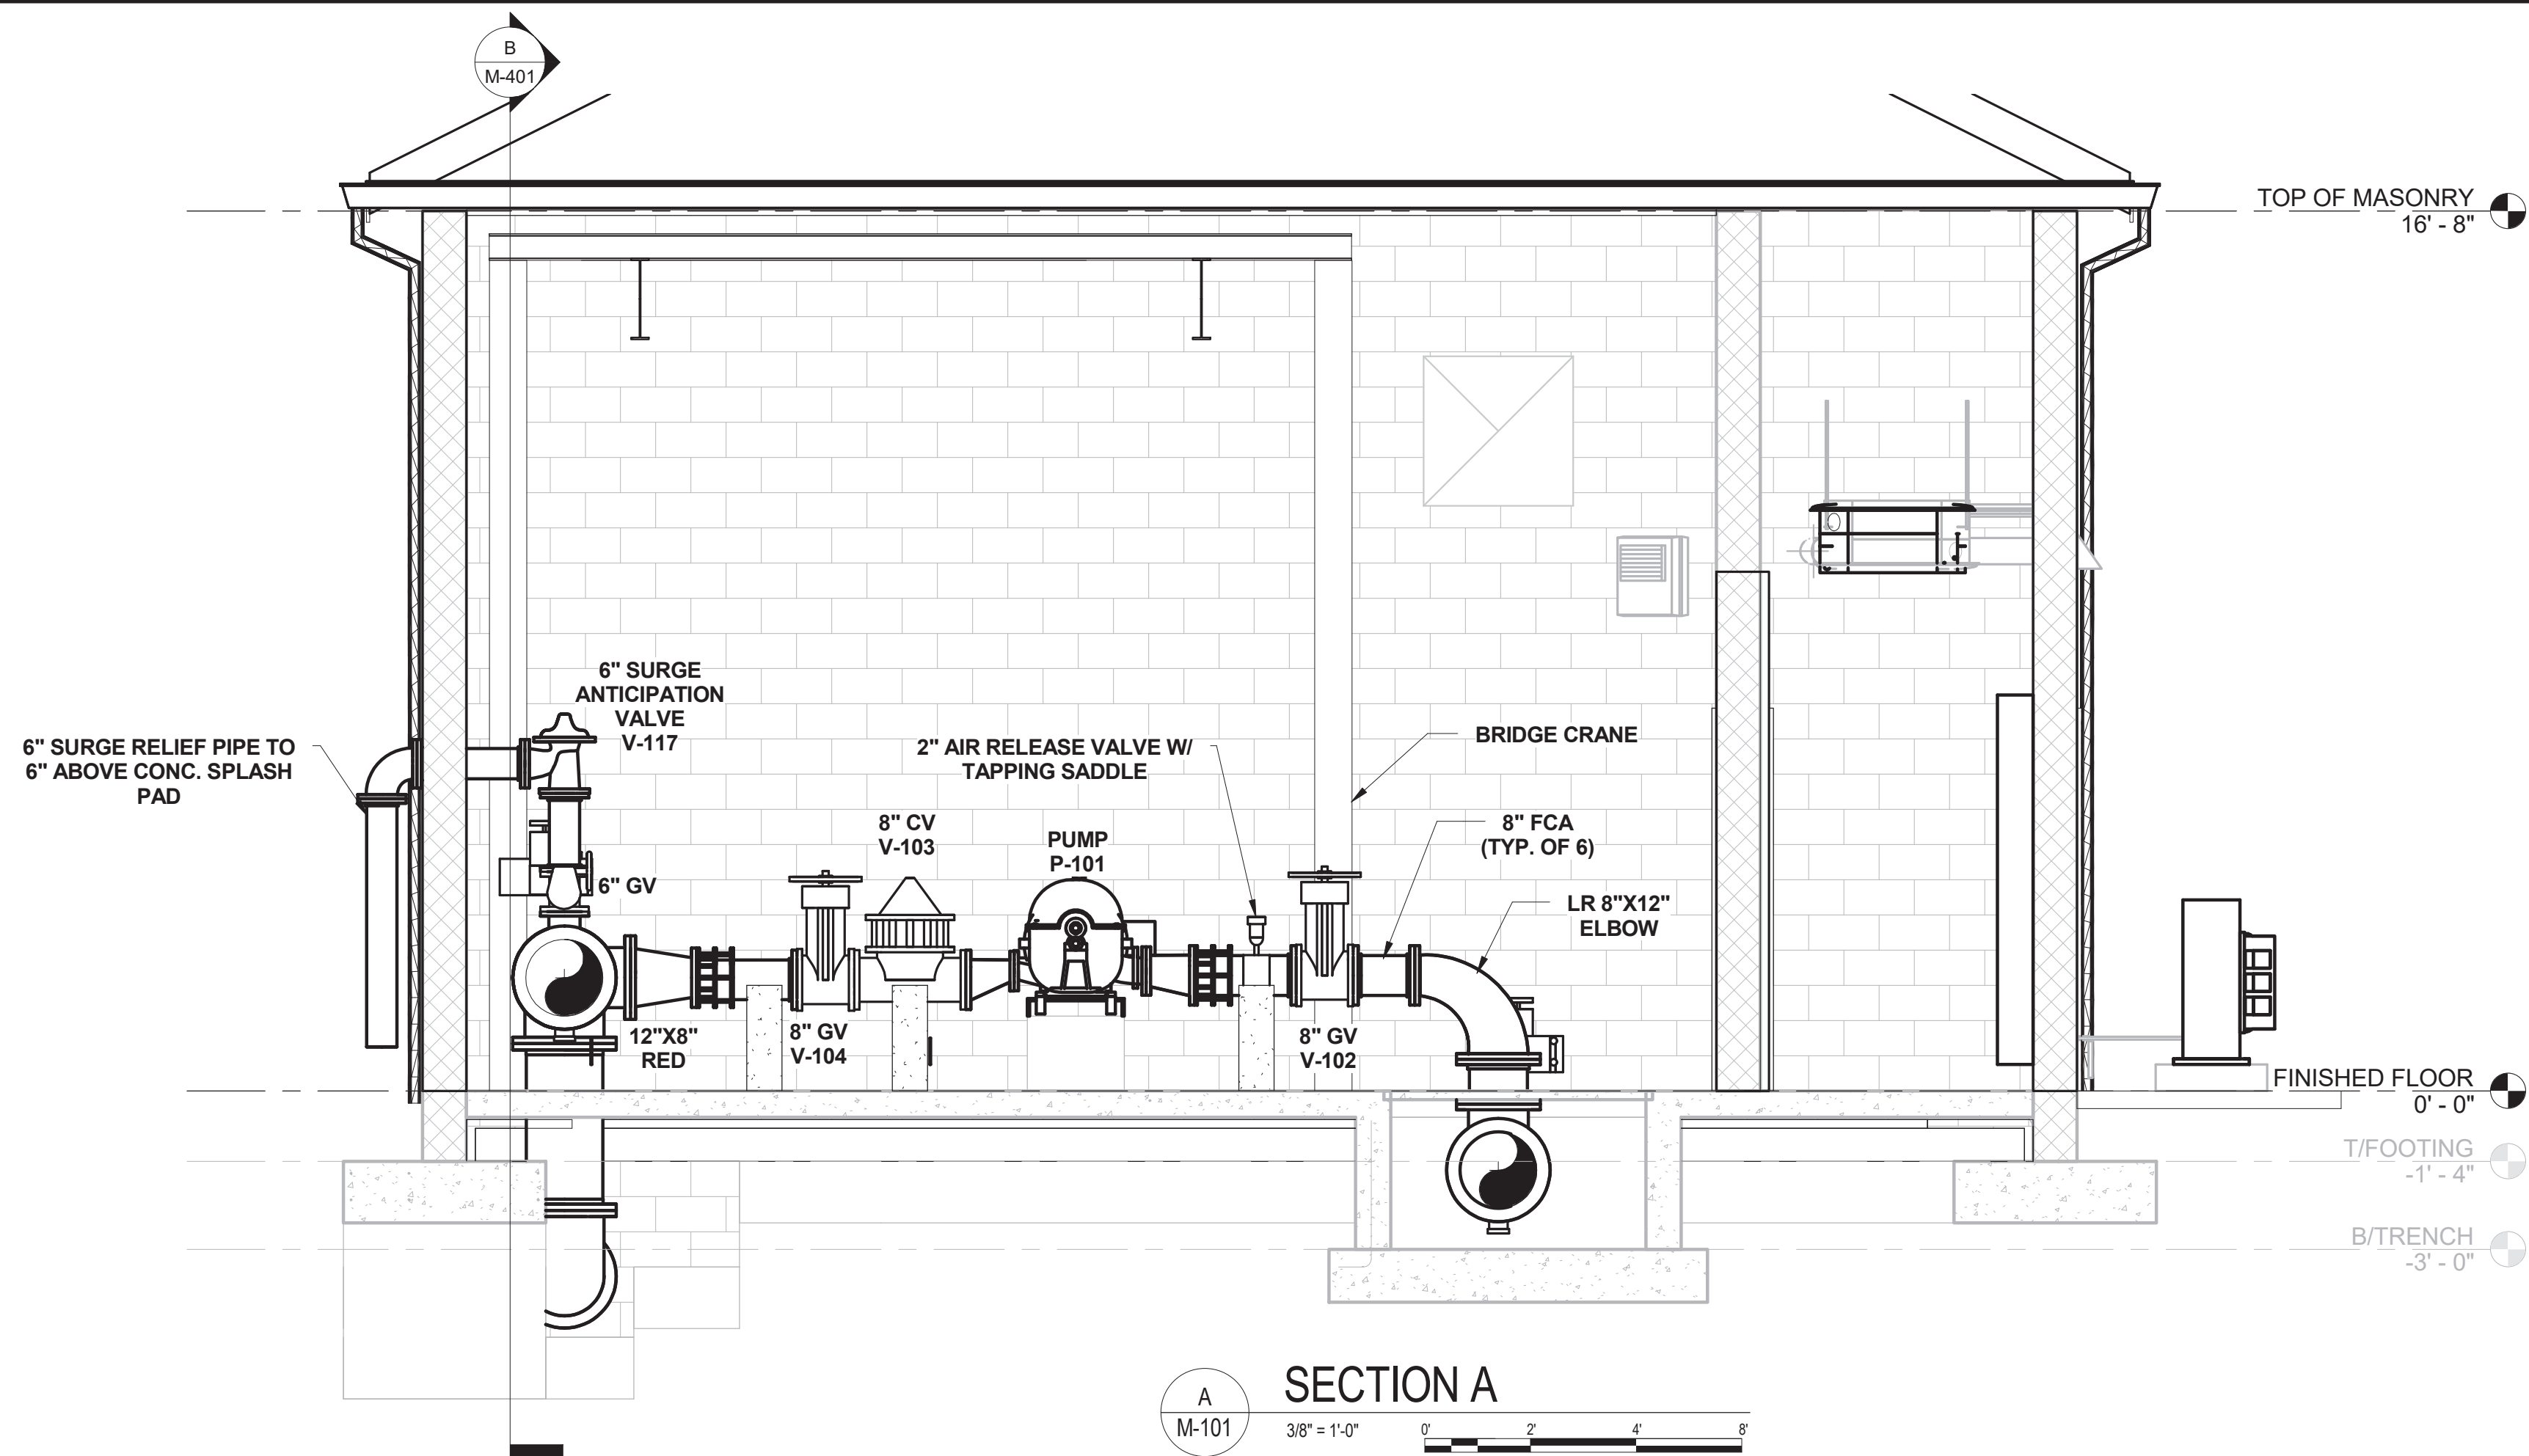 B
M-401
TOP OF MASONRY
16' - 8"
6" SURGE
ANTICIPATION
VALVE
V-117
6" SURGE RELIEF PIPE TO
6" ABOVE CONC. SPLASH
PAD
2" AIR RELEASE VALVE W/
TAPPING SADDLE
BRIDGE CRANE
8" CV
V-103
PUMP
P-101
8" FCA
(TYP. OF 6)
6" GV
LR 8"X12"
ELBOW
12"X8"
RED
8" GV
V-104
8" GV
V-102
FINISHED FLOOR
0' - 0"
T/FOOTING
-1' - 4"
B/TRENCH
-3' - 0"
A
M-101
SECTION A
3/8" = 1'-0"
0' 2' 4' 8'